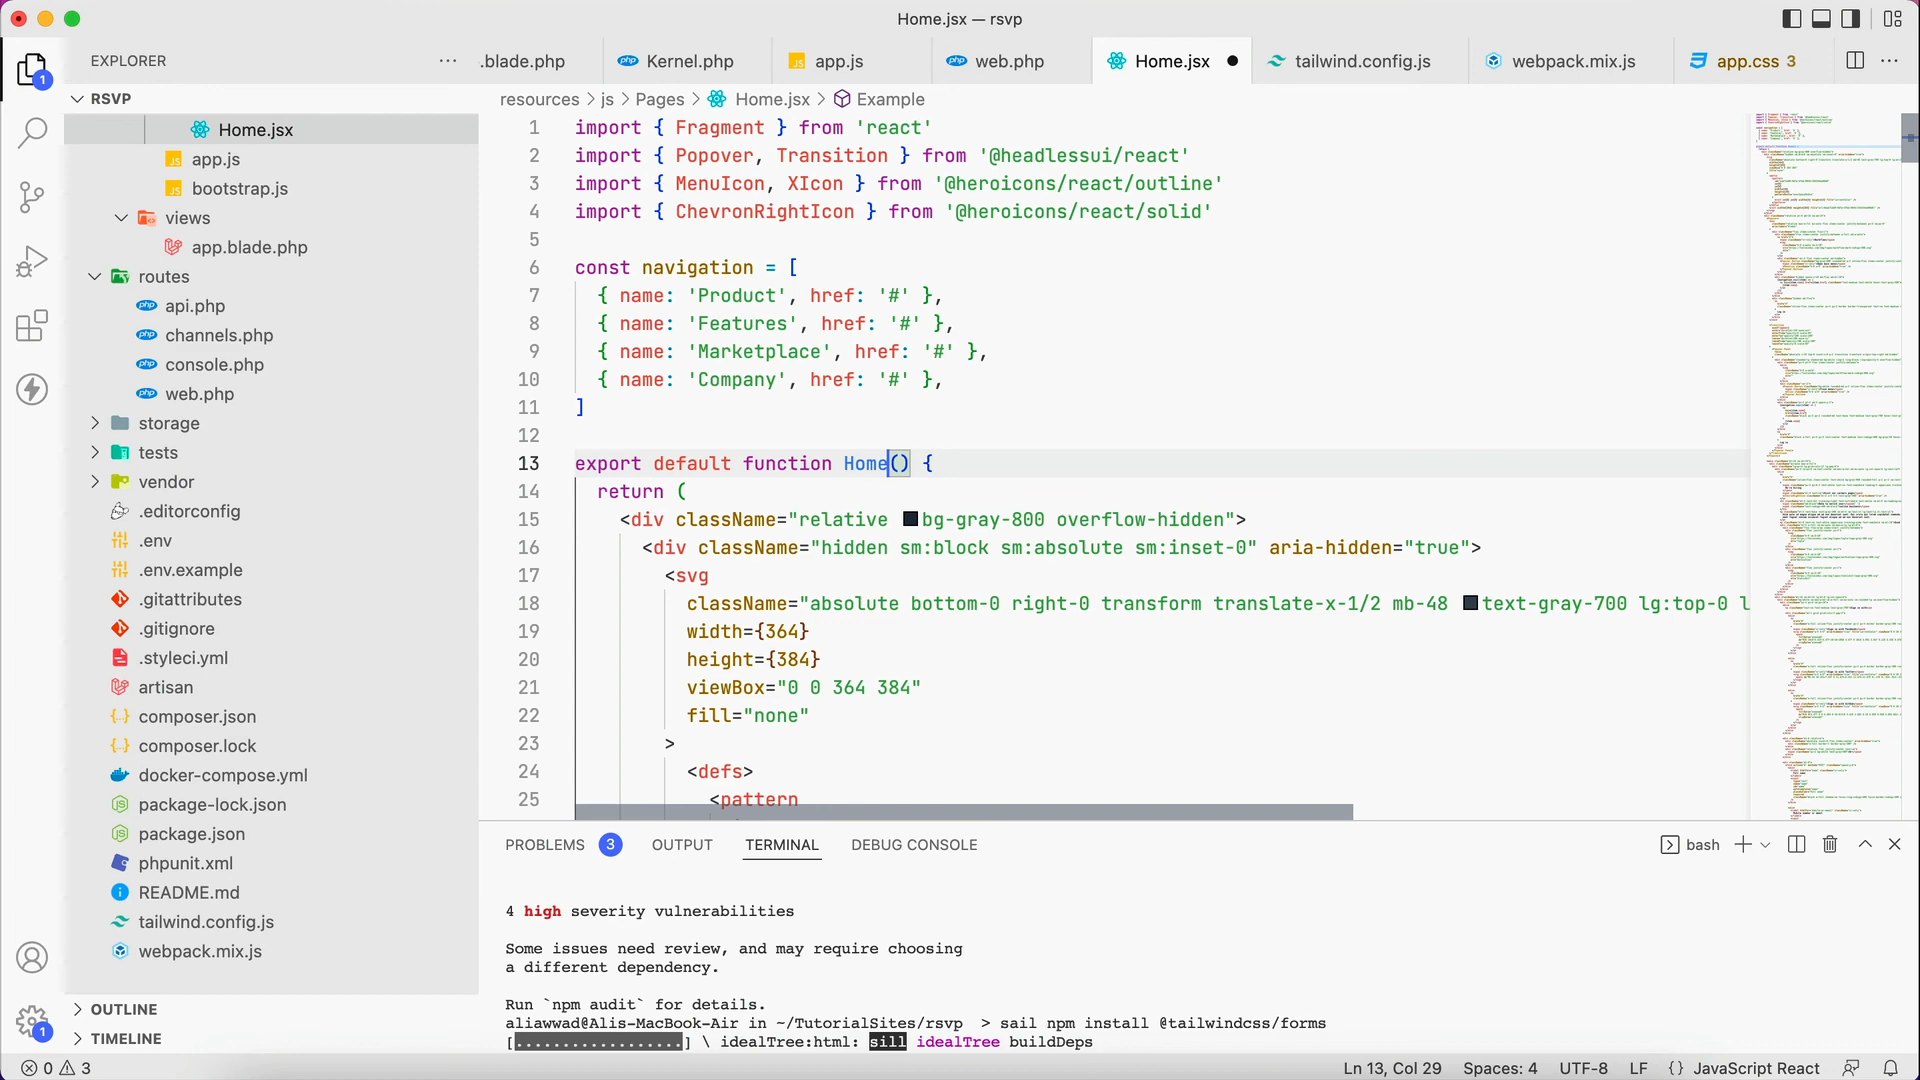 Home.jsx — rsvp
EXPLORER
.blade.php
Kernel.php
app.js
web.php
Home.jsx
tailwind.config.js
webpack.mix.js
app.css 3
RSVP
resources > js > Pages > Home.jsx > Example
Home.jsx
app.js
bootstrap.js
views
app.blade.php
routes
api.php
channels.php
console.php
web.php
storage
tests
vendor
.editorconfig
.env
.env.example
.gitattributes
.gitignore
.styleci.yml
artisan
composer.json
composer.lock
docker-compose.yml
package-lock.json
package.json
phpunit.xml
README.md
tailwind.config.js
webpack.mix.js
OUTLINE
TIMELINE
1 import { Fragment } from 'react'
2 import { Popover, Transition } from '@headlessui/react'
3 import { MenuIcon, XIcon } from '@heroicons/react/outline'
4 import { ChevronRightIcon } from '@heroicons/react/solid'
5
6 const navigation = [
7 { name: 'Product', href: '#' },
8 { name: 'Features', href: '#' },
9 { name: 'Marketplace', href: '#' },
10 { name: 'Company', href: '#' },
11 ]
12
13 export default function Home() {
14 return (
15 <div className="relative bg-gray-800 overflow-hidden">
16 <div className="hidden sm:block sm:absolute sm:inset-0" aria-hidden="true">
17 <svg
18 className="absolute bottom-0 right-0 transform translate-x-1/2 mb-48 text-gray-700 lg:top-0 l
19 width={364}
20 height={384}
21 viewBox="0 0 364 384"
22 fill="none"
23 >
24 <defs>
25 <pattern
PROBLEMS 3 OUTPUT TERMINAL DEBUG CONSOLE
bash
4 high severity vulnerabilities
Some issues need review, and may require choosing
a different dependency.
Run `npm audit` for details.
aliawwad@Alis-MacBook-Air in ~/TutorialSites/rsvp > sail npm install @tailwindcss/forms
[..................] \ idealTree:html: sill idealTree buildDeps
0 3
Ln 13, Col 29 Spaces: 4 UTF-8 LF {} JavaScript React